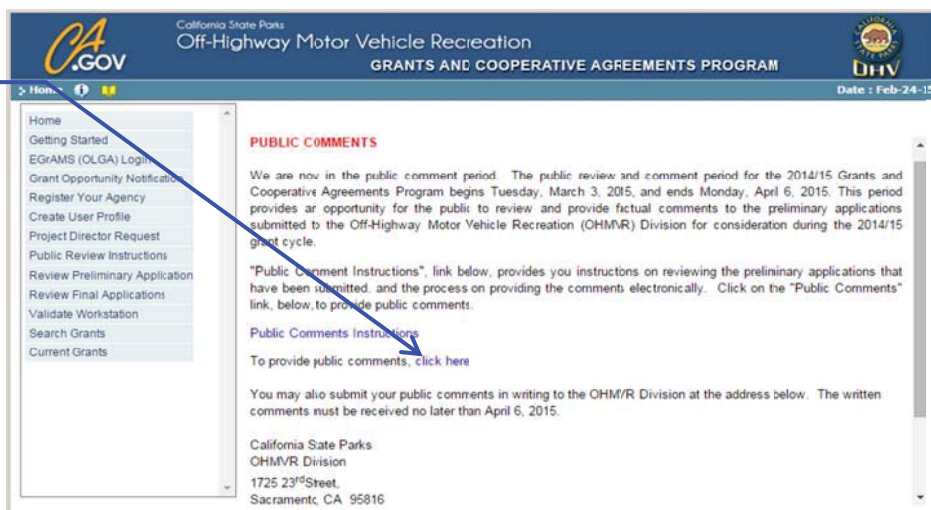 CA
.GOV
California State Parks
Off-Highway Motor Vehicle Recreation
GRANTS AND COOPERATIVE AGREEMENTS PROGRAM
OHV
Home
Date : Feb-24-15
Home
Getting Started
EGrAMS (OLGA) Login
Grant Opportunity Notification
Register Your Agency
Create User Profile
Project Director Request
Public Review Instructions
Review Preliminary Application
Review Final Applications
Validate Workstation
Search Grants
Current Grants
PUBLIC COMMENTS
We are now in the public comment period. The public review and comment period for the 2014/15 Grants and
Cooperative Agreements Program begins Tuesday, March 3, 2015, and ends Monday, April 6, 2015. This period
provides an opportunity for the public to review and provide factual comments to the preliminary applications
submitted to the Off-Highway Motor Vehicle Recreation (OHMVR) Division for consideration during the 2014/15
grant cycle.
"Public Comment Instructions", link below, provides you instructions on reviewing the preliminary applications that
have been submitted, and the process on providing the comments electronically. Click on the "Public Comments"
link, below, to provide public comments.
Public Comments Instructions
To provide public comments, click here
You may also submit your public comments in writing to the OHMVR Division at the address below. The written
comments must be received no later than April 6, 2015.
California State Parks
OHMVR Division
1725 23rd Street,
Sacramento, CA 95816